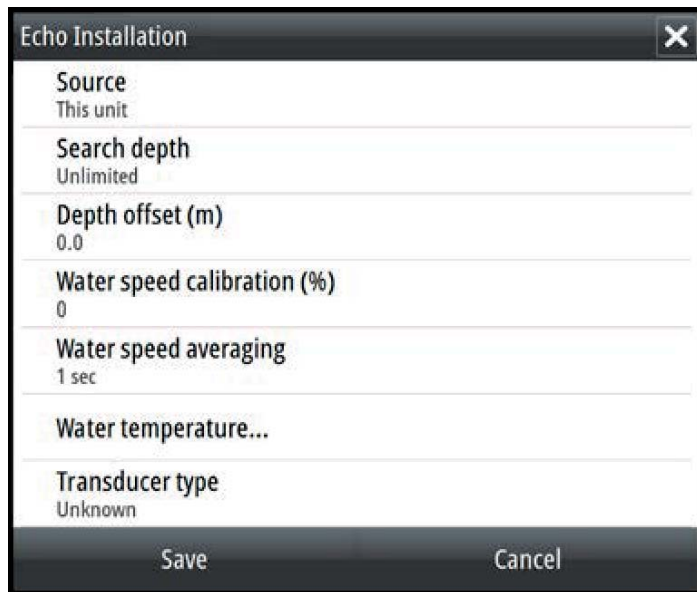 Echo Installation
Source
This unit
Search depth
Unlimited
Depth offset (m)
0.0
Water speed calibration (%)
0
Water speed averaging
1 sec
Water temperature...
Transducer type
Unknown
Save
Cancel